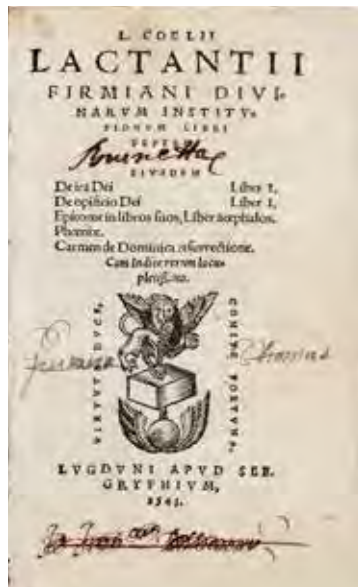 L. COELII
LACTANTII
FIRMIANI DIVI-
NARVM INSTITV-
TIONVM LIBRI
SEPTEM
EIVSDEM
De ira Dei Liber I.
De opificio Dei Liber I.
Epitome in libros suos, Liber acephalos.
Phoenix.
Carmen de Dominica resurrectione.
Cum Indice rerum locu-
pletissimo.
VIRTVTE DVCE,
COMITE FORTVNA.
LVGDVNI APVD SEB.
GRYPHIVM,